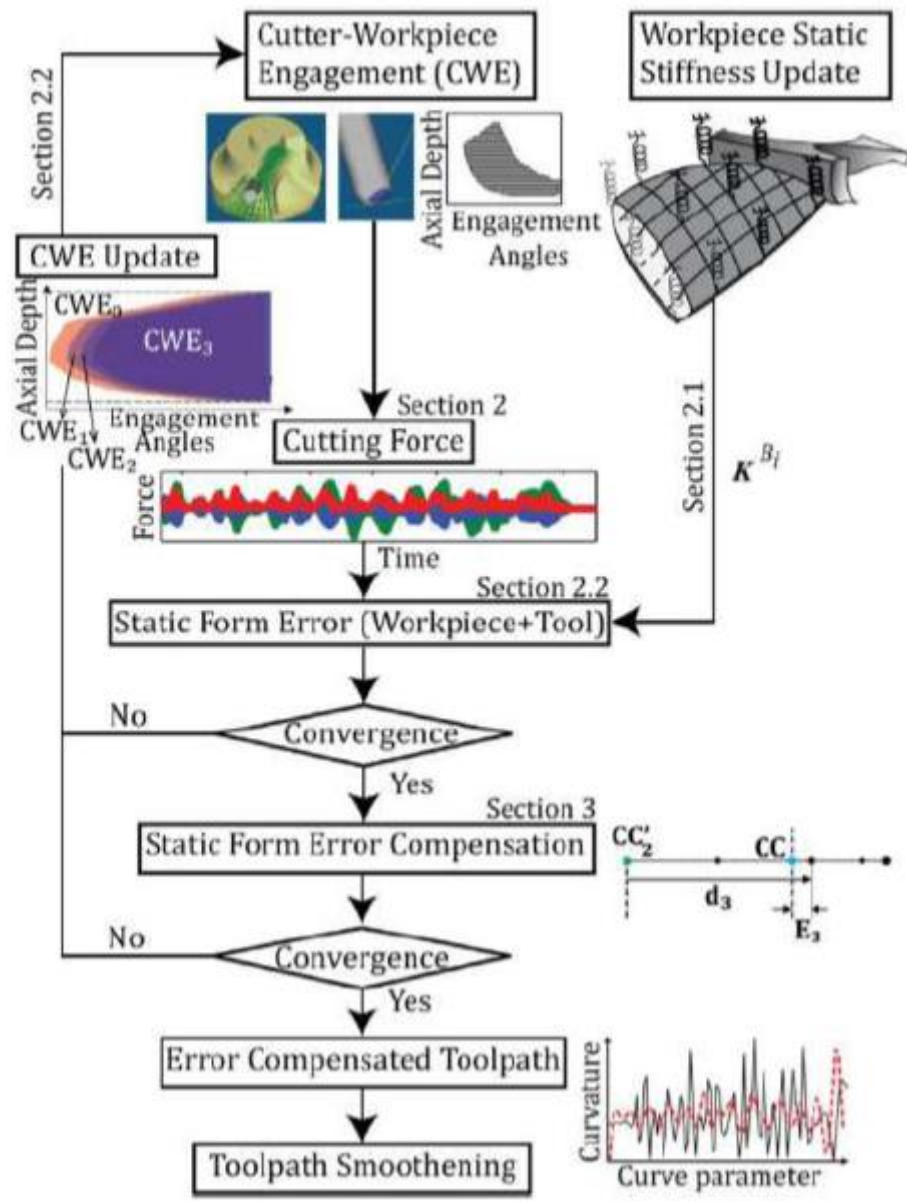 Cutter-Workpiece
Engagement (CWE)
Workpiece Static
Stiffness Update
Section 2.2
Axial Depth
Engagement
Angles
CWE Update
Axial Depth
CWE₀
CWE₃
Engagement
Angles
CWE₁
CWE₂
Section 2
Cutting Force
Section 2.1
K^βi
Force
Time
Section 2.2
Static Form Error (Workpiece+Tool)
No
Convergence
Yes
Section 3
Static Form Error Compensation
CC′₂
CC
d₃
E₃
No
Convergence
Yes
Error Compensated Toolpath
Toolpath Smoothening
Curvature
Curve parameter